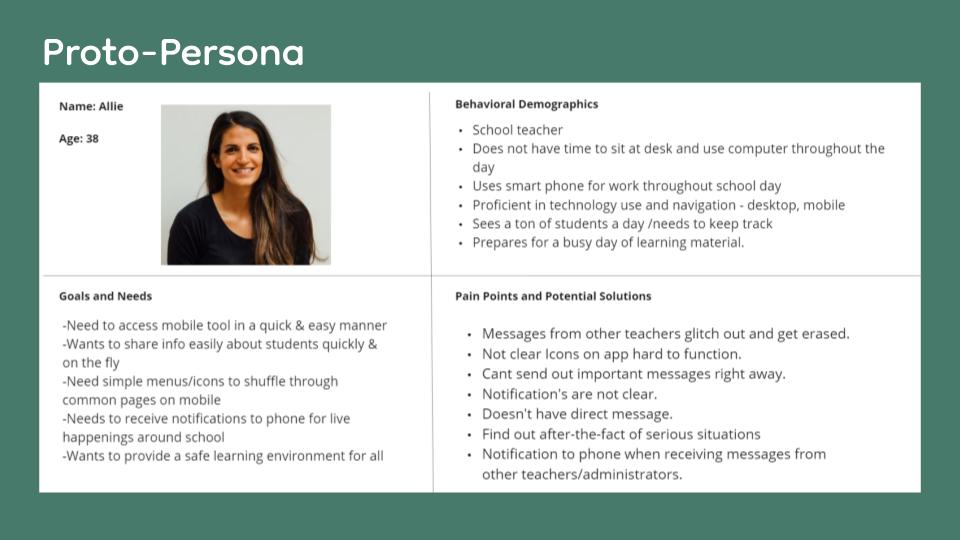 Proto-Persona
Name: Allie
Age: 38
Behavioral Demographics
• School teacher
• Does not have time to sit at desk and use computer throughout the
day
• Uses smart phone for work throughout school day
• Proficient in technology use and navigation - desktop, mobile
• Sees a ton of students a day /needs to keep track
• Prepares for a busy day of learning material.
Goals and Needs
-Need to access mobile tool in a quick & easy manner
-Wants to share info easily about students quickly &
on the fly
-Need simple menus/icons to shuffle through
common pages on mobile
-Needs to receive notifications to phone for live
happenings around school
-Wants to provide a safe learning environment for all
Pain Points and Potential Solutions
• Messages from other teachers glitch out and get erased.
• Not clear Icons on app hard to function.
• Cant send out important messages right away.
• Notification's are not clear.
• Doesn't have direct message.
• Find out after-the-fact of serious situations
• Notification to phone when receiving messages from
other teachers/administrators.